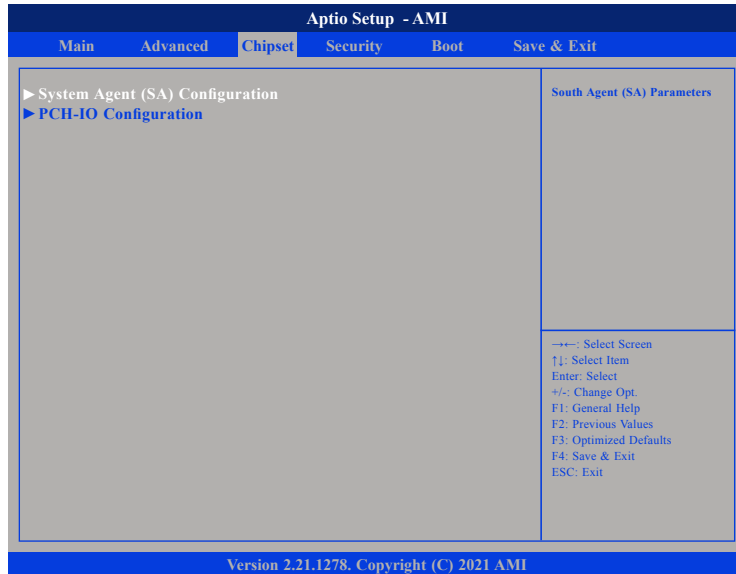 Aptio Setup - AMI
Main Advanced Chipset Security Boot Save & Exit
▶System Agent (SA) Configuration
▶PCH-IO Configuration
South Agent (SA) Parameters
→←: Select Screen
↑↓: Select Item
Enter: Select
+/-: Change Opt.
F1: General Help
F2: Previous Values
F3: Optimized Defaults
F4: Save & Exit
ESC: Exit
Version 2.21.1278. Copyright (C) 2021 AMI